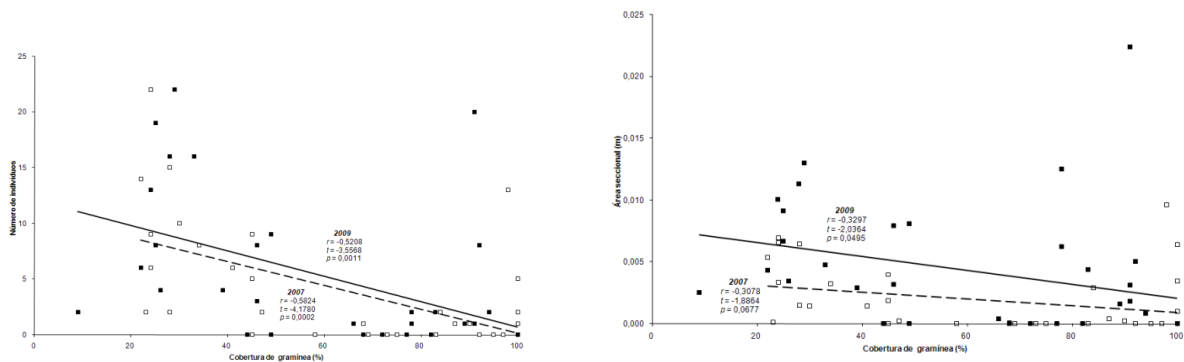 25
20
15
10
5
0
Número de indivíduos
0
20
40
60
80
100
Cobertura de gramínea (%)
2009
r = -0,5208
t = -3,5568
p = 0,0011
2007
r = -0,5824
t = -4,1780
p = 0,0002
0,025
0,020
0,015
0,010
0,005
0,000
Área seccional (m)
0
20
40
60
80
100
Cobertura de gramínea (%)
2009
r = -0,3297
t = -2,0364
p = 0,0495
2007
r = -0,3078
t = -1,8864
p = 0,0677